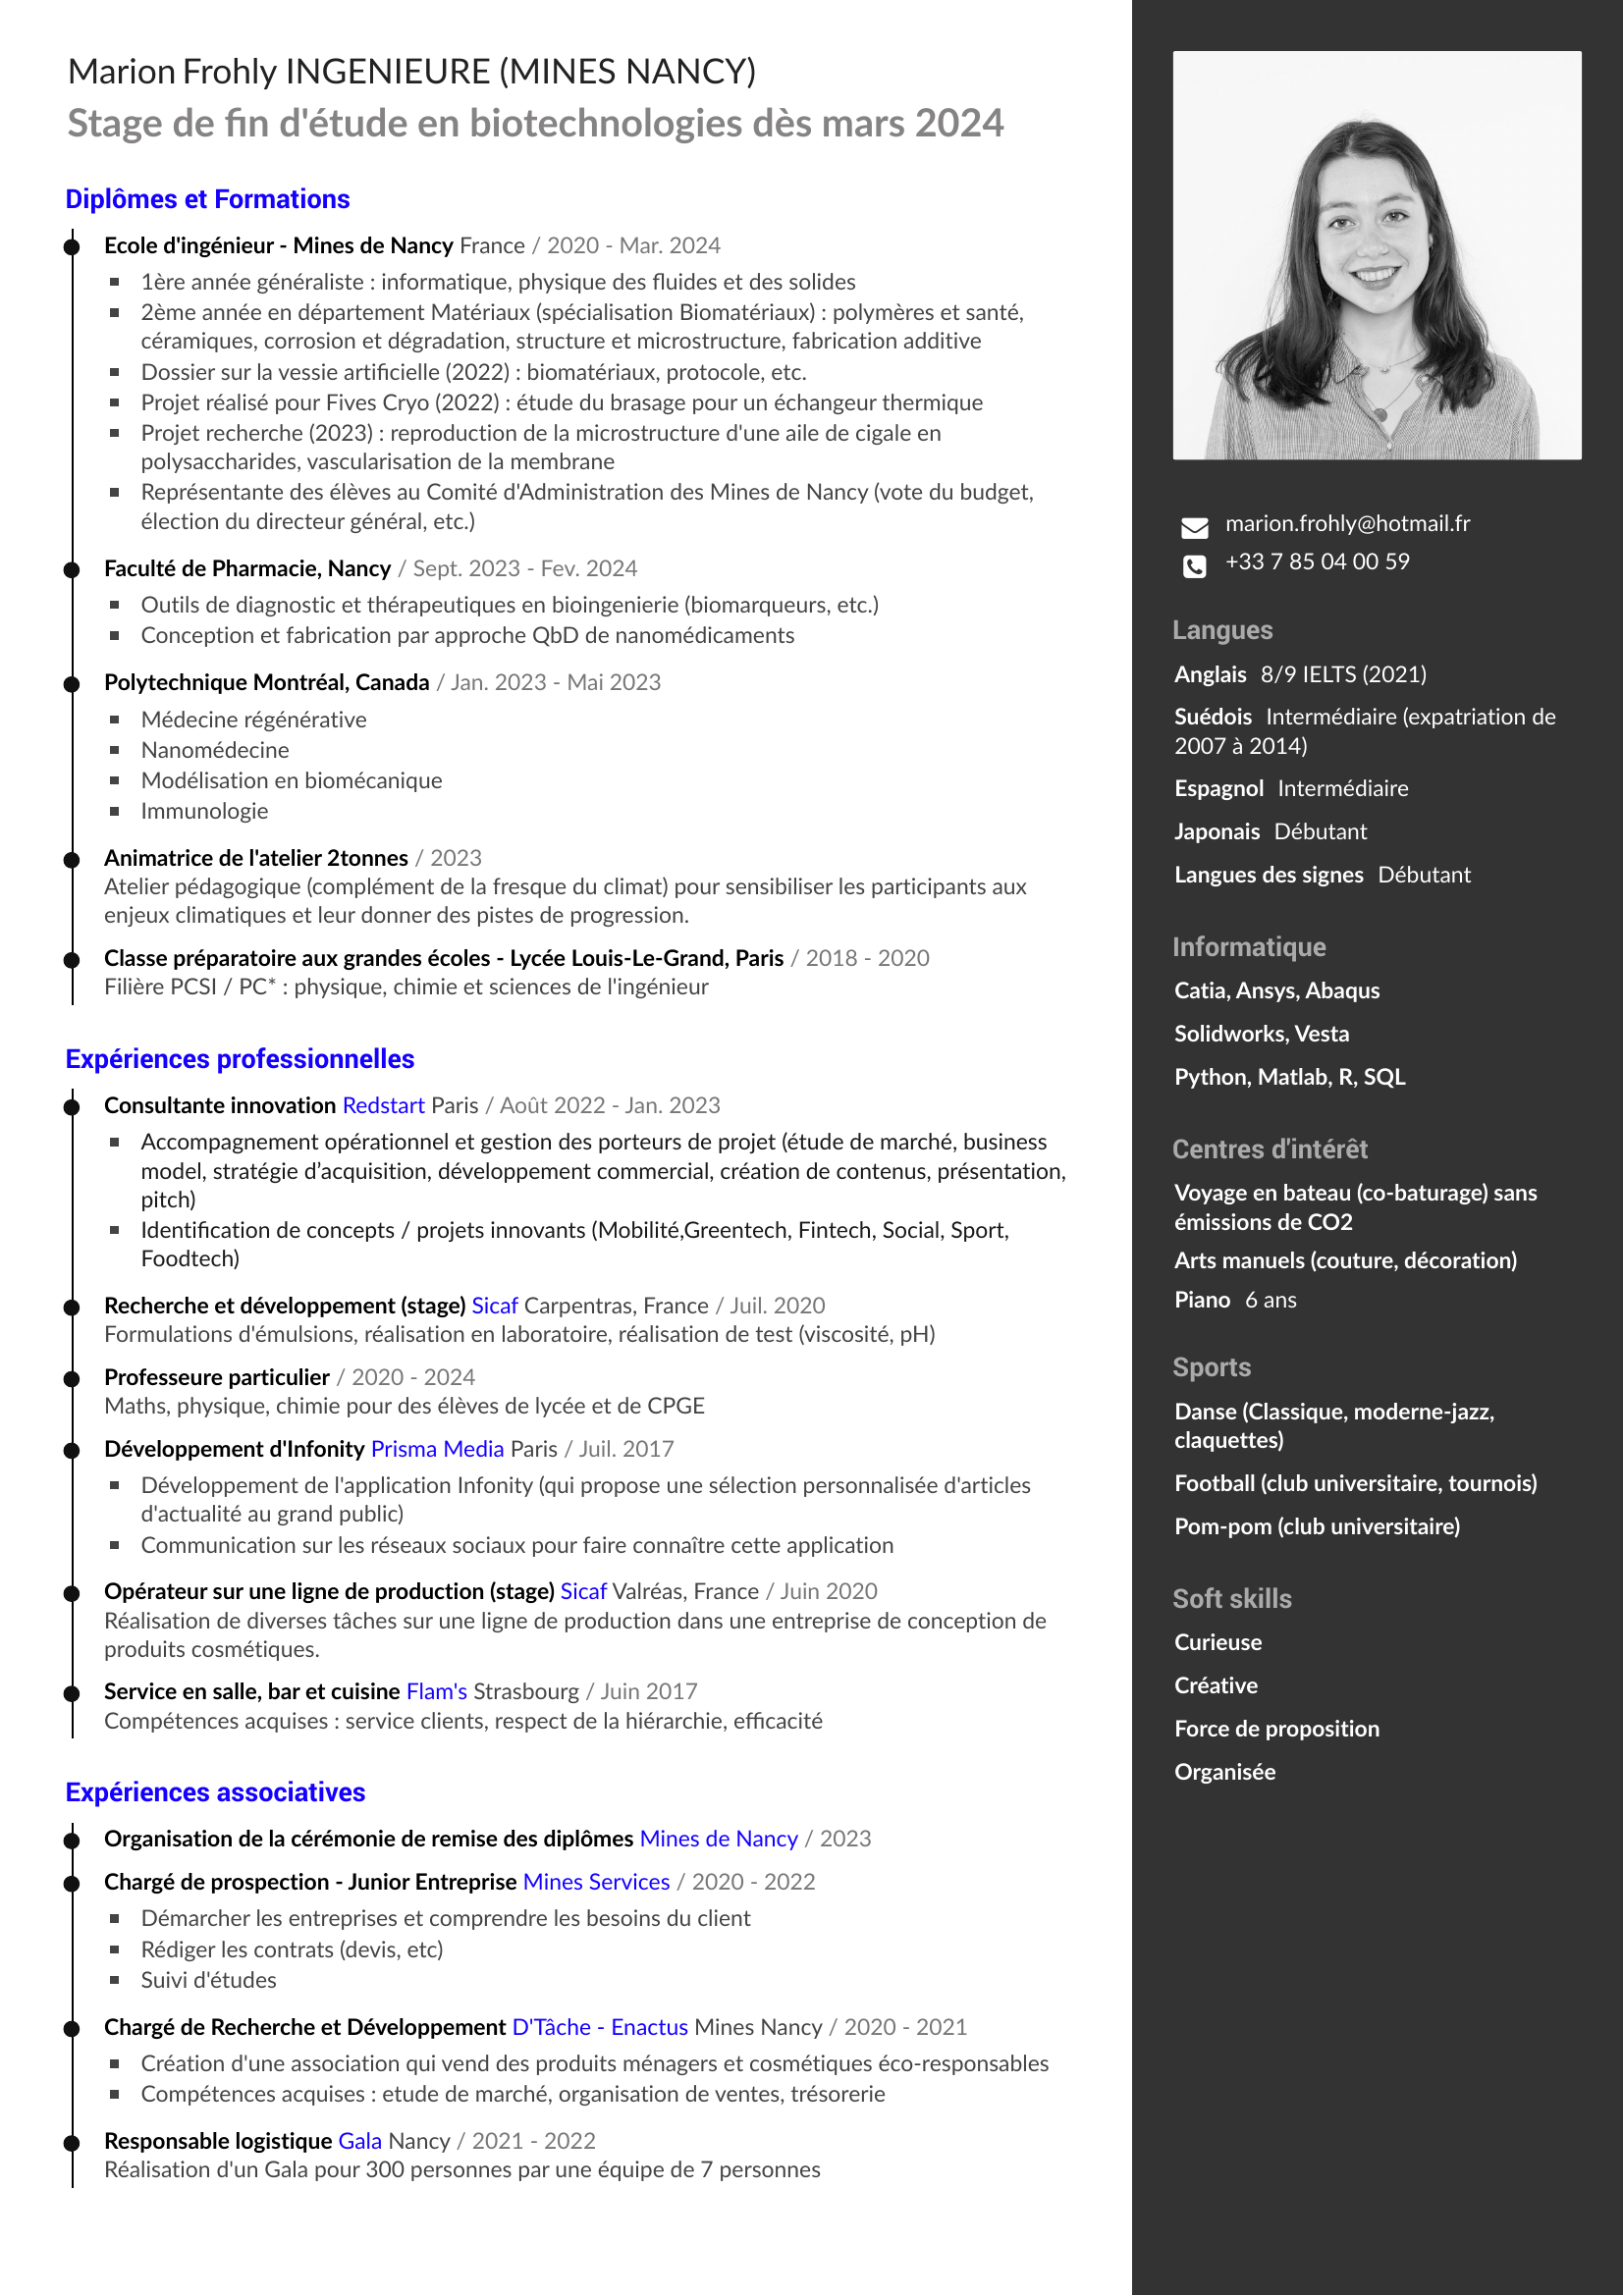 Marion Frohly INGENIEURE (MINES NANCY)
Stage de fin d'étude en biotechnologies dès mars 2024
Diplômes et Formations
Ecole d'ingénieur - Mines de Nancy France / 2020 - Mar. 2024
1ère année généraliste : informatique, physique des fluides et des solides
2ème année en département Matériaux (spécialisation Biomatériaux) : polymères et santé,
céramiques, corrosion et dégradation, structure et microstructure, fabrication additive
Dossier sur la vessie artificielle (2022) : biomatériaux, protocole, etc.
Projet réalisé pour Fives Cryo (2022) : étude du brasage pour un échangeur thermique
Projet recherche (2023) : reproduction de la microstructure d'une aile de cigale en
polysaccharides, vascularisation de la membrane
Représentante des élèves au Comité d'Administration des Mines de Nancy (vote du budget,
élection du directeur général, etc.)
Faculté de Pharmacie, Nancy / Sept. 2023 - Fev. 2024
Outils de diagnostic et thérapeutiques en bioingenierie (biomarqueurs, etc.)
Conception et fabrication par approche QbD de nanomédicaments
Polytechnique Montréal, Canada / Jan. 2023 - Mai 2023
Médecine régénérative
Nanomédecine
Modélisation en biomécanique
Immunologie
Animatrice de l'atelier 2tonnes / 2023
Atelier pédagogique (complément de la fresque du climat) pour sensibiliser les participants aux
enjeux climatiques et leur donner des pistes de progression.
Classe préparatoire aux grandes écoles - Lycée Louis-Le-Grand, Paris / 2018 - 2020
Filière PCSI / PC* : physique, chimie et sciences de l'ingénieur
Expériences professionnelles
Consultante innovation Redstart Paris / Août 2022 - Jan. 2023
Accompagnement opérationnel et gestion des porteurs de projet (étude de marché, business
model, stratégie d’acquisition, développement commercial, création de contenus, présentation,
pitch)
Identification de concepts / projets innovants (Mobilité,Greentech, Fintech, Social, Sport,
Foodtech)
Recherche et développement (stage) Sicaf Carpentras, France / Juil. 2020
Formulations d'émulsions, réalisation en laboratoire, réalisation de test (viscosité, pH)
Professeure particulier / 2020 - 2024
Maths, physique, chimie pour des élèves de lycée et de CPGE
Développement d'Infonity Prisma Media Paris / Juil. 2017
Développement de l'application Infonity (qui propose une sélection personnalisée d'articles
d'actualité au grand public)
Communication sur les réseaux sociaux pour faire connaître cette application
Opérateur sur une ligne de production (stage) Sicaf Valréas, France / Juin 2020
Réalisation de diverses tâches sur une ligne de production dans une entreprise de conception de
produits cosmétiques.
Service en salle, bar et cuisine Flam's Strasbourg / Juin 2017
Compétences acquises : service clients, respect de la hiérarchie, efficacité
Expériences associatives
Organisation de la cérémonie de remise des diplômes Mines de Nancy / 2023
Chargé de prospection - Junior Entreprise Mines Services / 2020 - 2022
Démarcher les entreprises et comprendre les besoins du client
Rédiger les contrats (devis, etc)
Suivi d'études
Chargé de Recherche et Développement D'Tâche - Enactus Mines Nancy / 2020 - 2021
Création d'une association qui vend des produits ménagers et cosmétiques éco-responsables
Compétences acquises : etude de marché, organisation de ventes, trésorerie
Responsable logistique Gala Nancy / 2021 - 2022
Réalisation d'un Gala pour 300 personnes par une équipe de 7 personnes
marion.frohly@hotmail.fr
+33 7 85 04 00 59
Langues
Anglais 8/9 IELTS (2021)
Suédois Intermédiaire (expatriation de
2007 à 2014)
Espagnol Intermédiaire
Japonais Débutant
Langues des signes Débutant
Informatique
Catia, Ansys, Abaqus
Solidworks, Vesta
Python, Matlab, R, SQL
Centres d'intérêt
Voyage en bateau (co-baturage) sans
émissions de CO2
Arts manuels (couture, décoration)
Piano 6 ans
Sports
Danse (Classique, moderne-jazz,
claquettes)
Football (club universitaire, tournois)
Pom-pom (club universitaire)
Soft skills
Curieuse
Créative
Force de proposition
Organisée